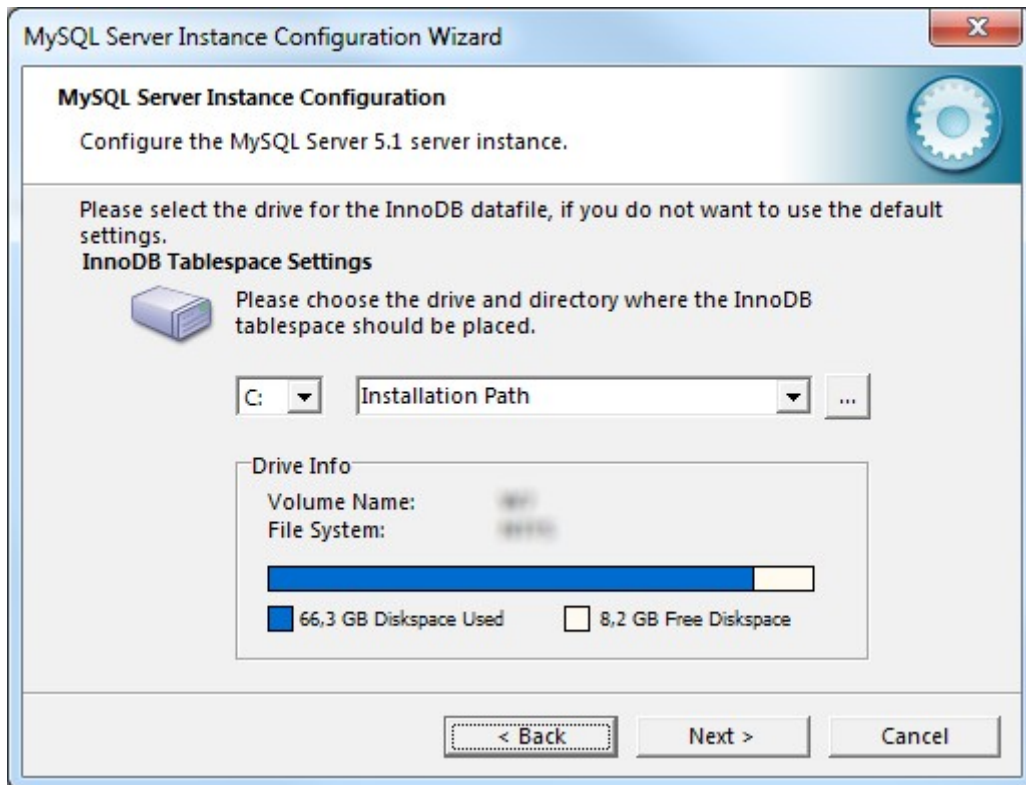 MySQL Server Instance Configuration Wizard
MySQL Server Instance Configuration
Configure the MySQL Server 5.1 server instance.
Please select the drive for the InnoDB datafile, if you do not want to use the default
settings.
InnoDB Tablespace Settings
Please choose the drive and directory where the InnoDB
tablespace should be placed.
C: Installation Path ...
Drive Info
Volume Name:
File System:
66,3 GB Diskspace Used 8,2 GB Free Diskspace
< Back Next > Cancel